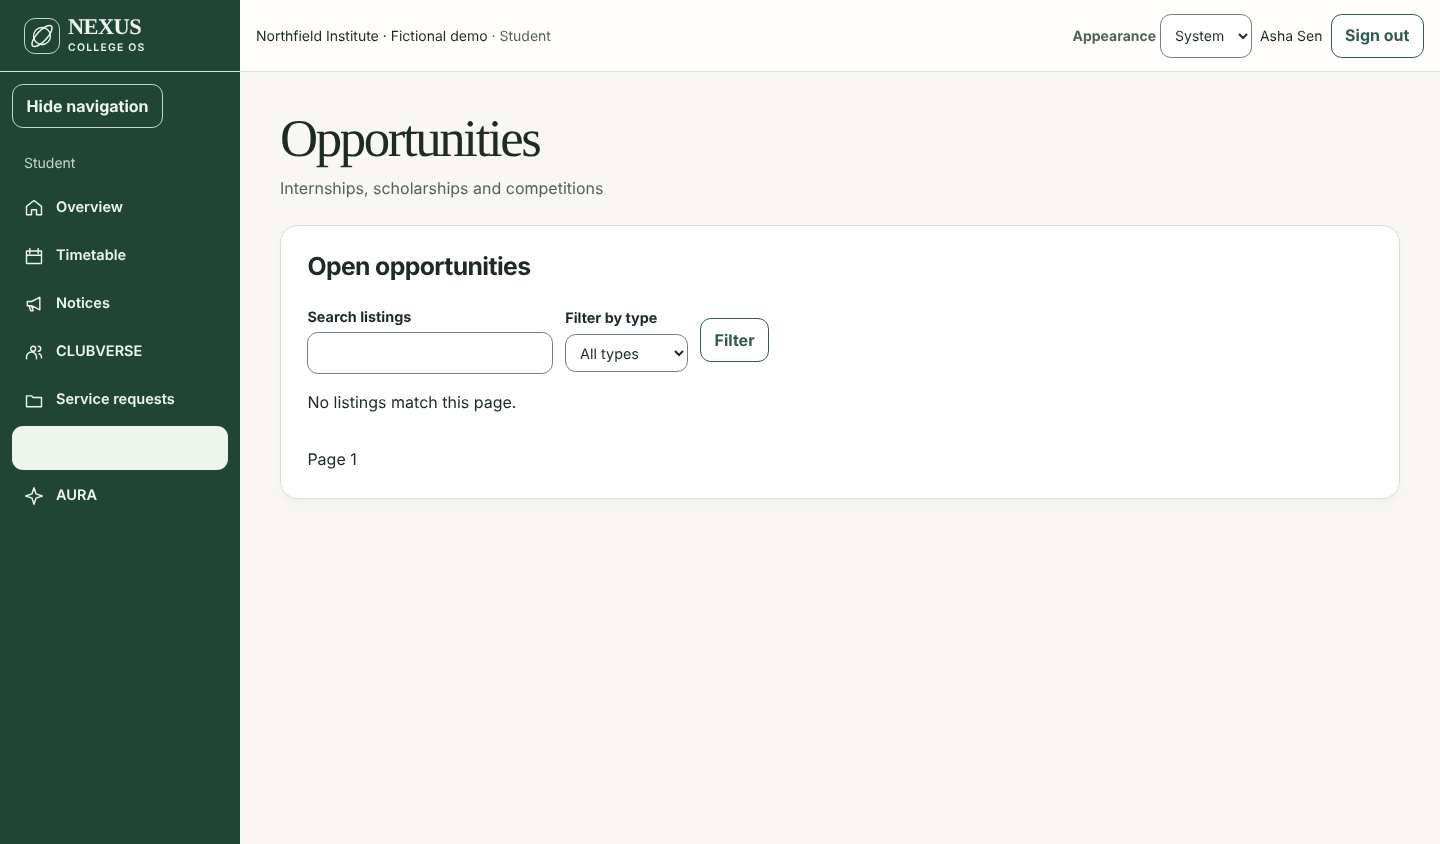 NEXUS
COLLEGE OS
Northfield Institute · Fictional demo · Student
Appearance System Asha Sen Sign out
Hide navigation
Student
Overview
Timetable
Notices
CLUBVERSE
Service requests
AURA
Opportunities
Internships, scholarships and competitions
Open opportunities
Search listings
Filter by type
All types
Filter
No listings match this page.
Page 1